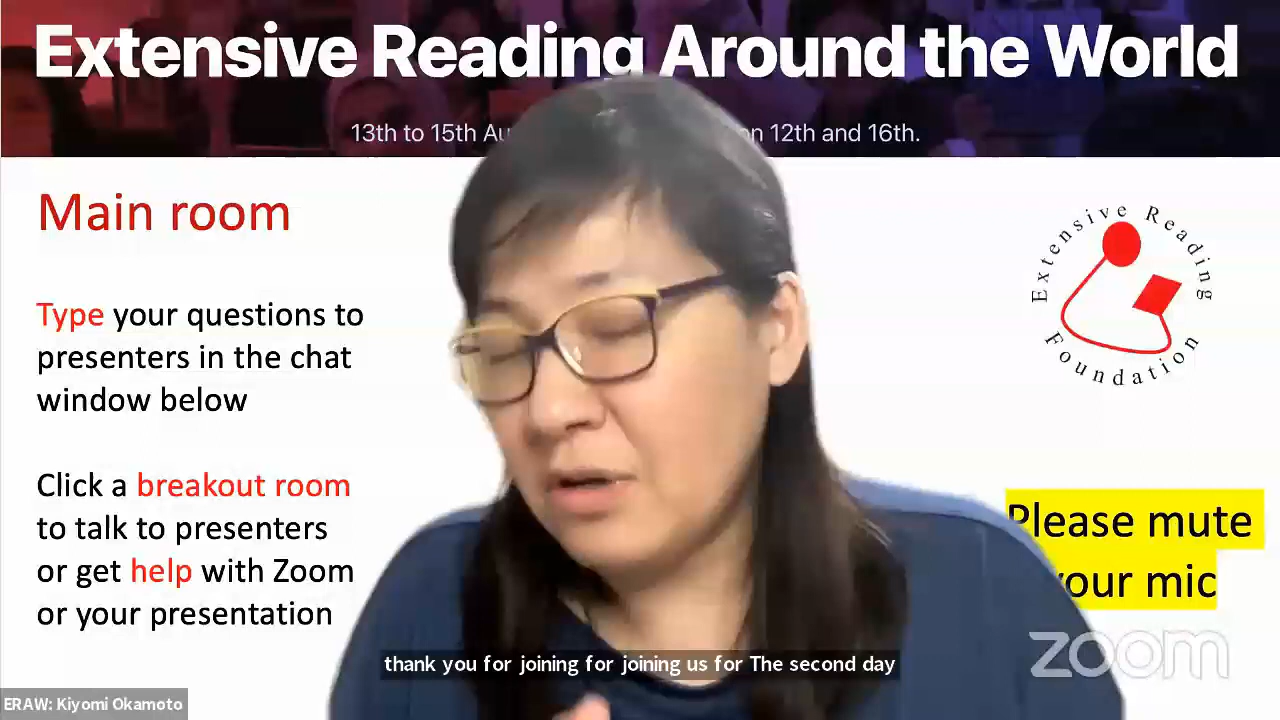 Extensive Reading Around the World
13th to 15th Au n 12th and 16th.
Main room
Type your questions to
presenters in the chat
window below
Click a breakout room
to talk to presenters
or get help with Zoom
or your presentation
Extensive Reading
Foundation
Please mute
your mic
thank you for joining for joining us for The second day
zoom
ERAW: Kiyomi Okamoto